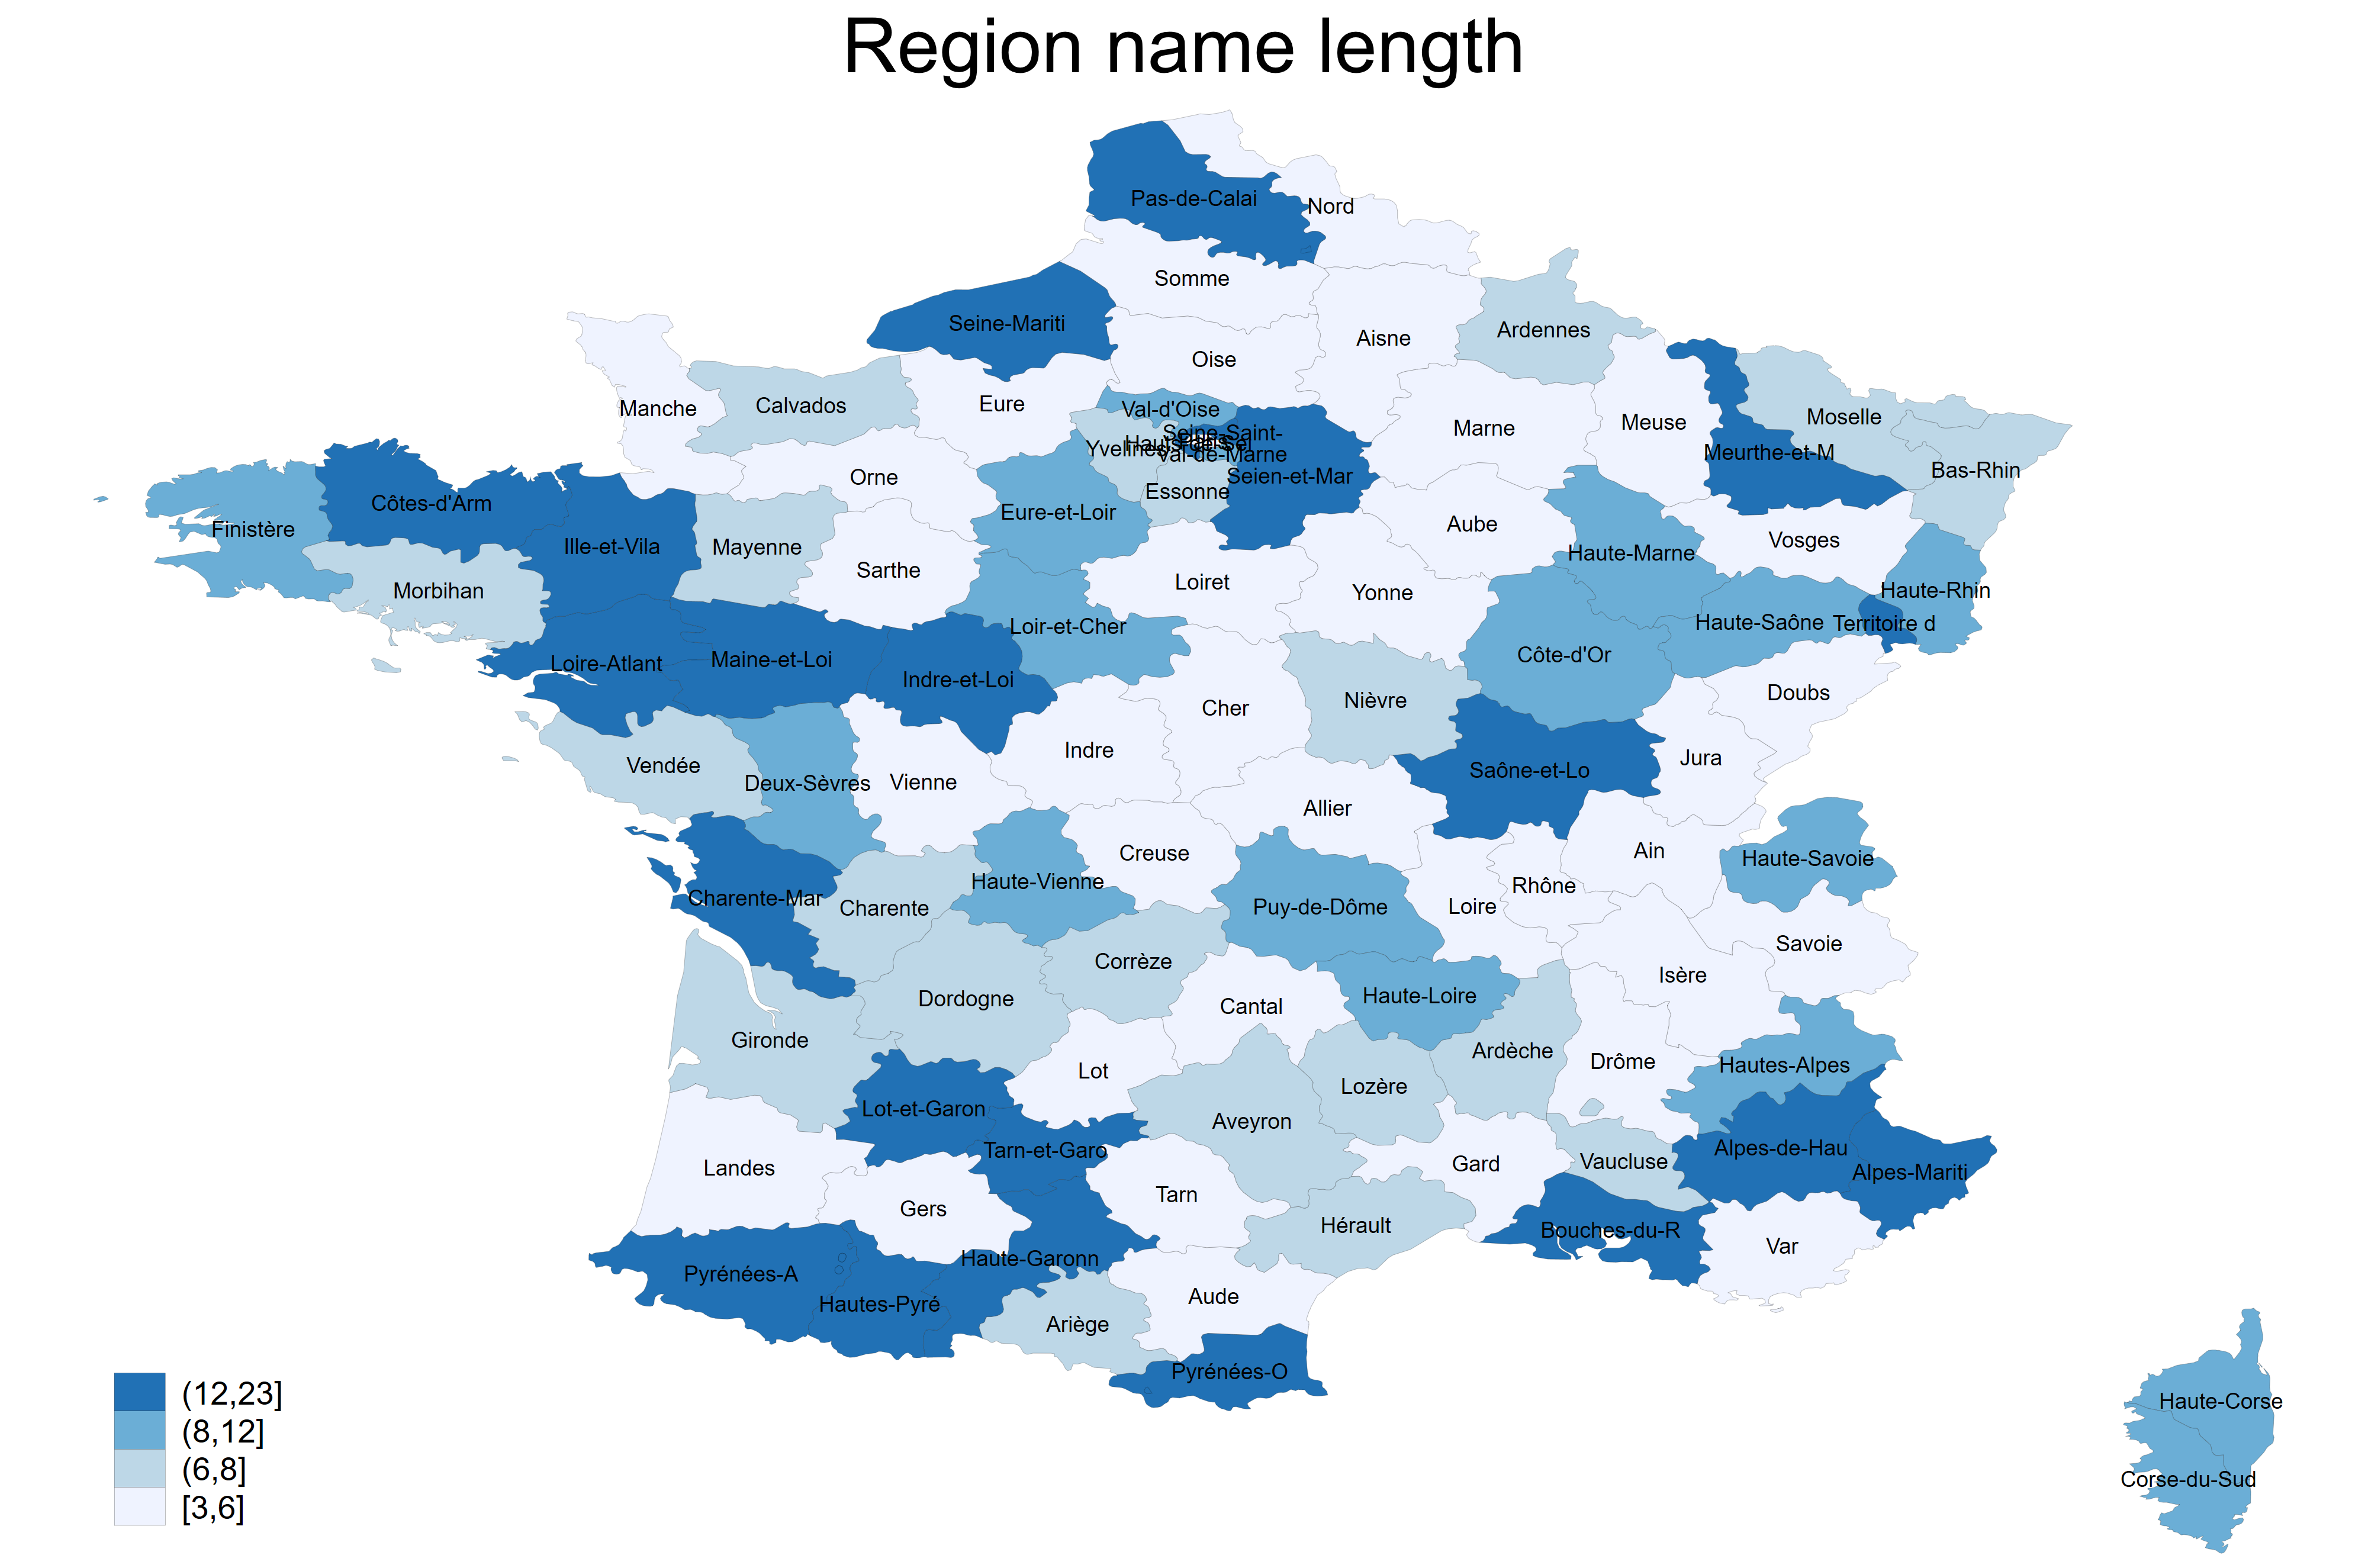 Region name length
Pas-de-Calai
Nord
Somme
Seine-Mariti
Aisne
Ardennes
Oise
Manche
Calvados
Eure
Val-d'Oise
Marne
Meuse
Moselle
Seine-Saint-
Paris
Yvelines
Val-de-Marne
Meurthe-et-M
Bas-Rhin
Orne
Seien-et-Mar
Essonne
Côtes-d'Arm
Eure-et-Loir
Aube
Finistère
Ille-et-Vila
Mayenne
Vosges
Haute-Marne
Sarthe
Loiret
Yonne
Morbihan
Haute-Rhin
Loir-et-Cher
Haute-Saône
Territoire d
Loire-Atlant
Maine-et-Loi
Côte-d'Or
Indre-et-Loi
Doubs
Nièvre
Cher
Indre
Jura
Vendée
Saône-et-Lo
Deux-Sèvres
Vienne
Allier
Creuse
Ain
Haute-Savoie
Haute-Vienne
Rhône
Charente-Mar
Charente
Puy-de-Dôme
Loire
Savoie
Corrèze
Isère
Dordogne
Cantal
Haute-Loire
Gironde
Ardèche
Drôme
Hautes-Alpes
Lot
Lozère
Lot-et-Garon
Aveyron
Tarn-et-Garo
Alpes-de-Hau
Landes
Gard
Vaucluse
Alpes-Mariti
Tarn
Gers
Hérault
Bouches-du-R
Var
Haute-Garonn
Pyrénées-A
Hautes-Pyré
Aude
Ariège
Pyrénées-O
Haute-Corse
Corse-du-Sud
(12,23]
(8,12]
(6,8]
[3,6]